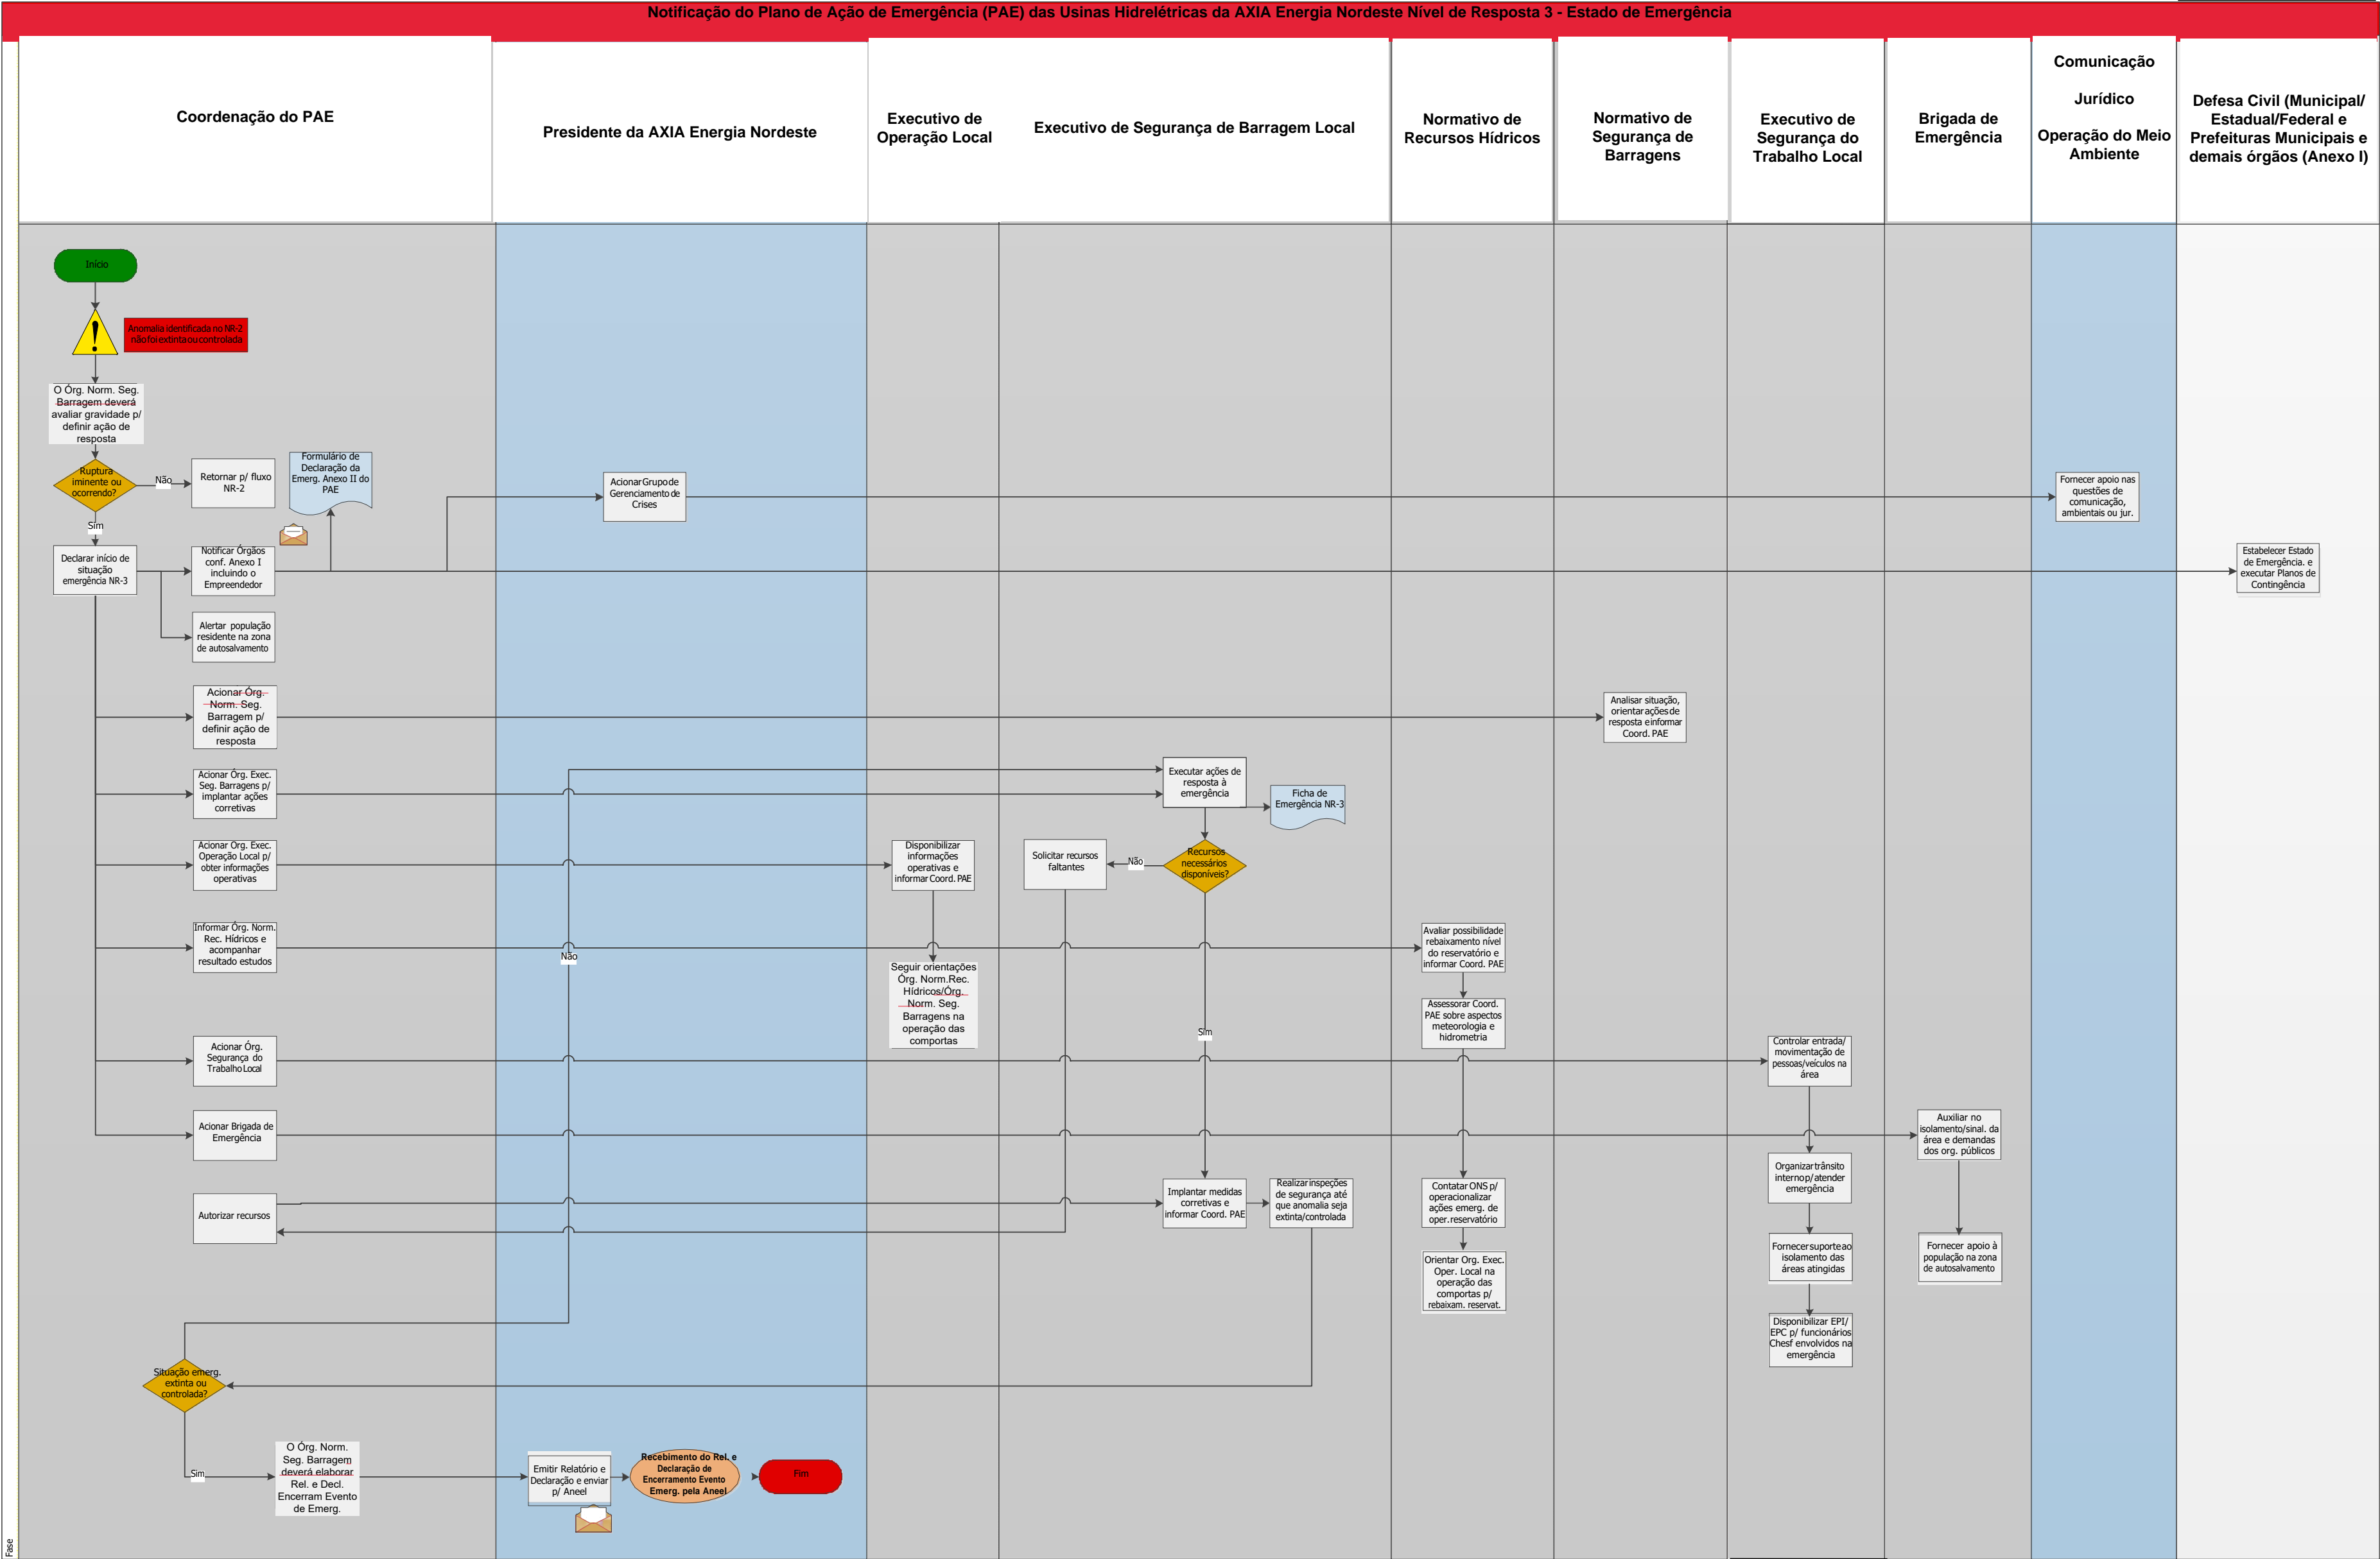 Notificação do Plano de Ação de Emergência (PAE) das Usinas Hidrelétricas da AXIA Energia Nordeste Nível de Resposta 3 - Estado de Emergência
Coordenação do PAE
Presidente da AXIA Energia Nordeste
Executivo de
Operação Local
Executivo de Segurança de Barragem Local
Normativo de
Recursos Hídricos
Normativo de
Segurança de
Barragens
Executivo de
Segurança do
Trabalho Local
Brigada de
Emergência
Comunicação
Jurídico
Operação do Meio
Ambiente
Defesa Civil (Municipal/
Estadual/Federal e
Prefeituras Municipais e
demais órgãos (Anexo I)
Início
Anomalia identificada no NR-2
não foi extinta ou controlada
O Órg. Norm. Seg.
Barragem deverá
avaliar gravidade p/
definir ação de
resposta
Ruptura
iminente ou
ocorrendo?
Não
Retornar p/ fluxo
NR-2
Formulário de
Declaração da
Emerg. Anexo II do
PAE
Acionar Grupo de
Gerenciamento de
Crises
Fornecer apoio nas
questões de
comunicação,
ambientais ou jur.
Sim
Declarar início de
situação
emergência NR-3
Notificar Órgãos
conf. Anexo I
incluindo o
Empreendedor
Estabelecer Estado
de Emergência. e
executar Planos de
Contingência
Alertar população
residente na zona
de autosalvamento
Acionar Órg.
Norm. Seg.
Barragem p/
definir ação de
resposta
Analisar situação,
orientar ações de
resposta e informar
Coord. PAE
Acionar Órg. Exec.
Seg. Barragens p/
implantar ações
corretivas
Executar ações de
resposta à
emergência
Ficha de
Emergência NR-3
Acionar Org. Exec.
Operação Local p/
obter informações
operativas
Disponibilizar
informações
operativas e
informar Coord. PAE
Solicitar recursos
faltantes
Não
Recursos
necessários
disponíveis?
Informar Órg. Norm.
Rec. Hídricos e
acompanhar
resultado estudos
Não
Seguir orientações
Órg. Norm.Rec.
Hídricos/Órg.
Norm. Seg.
Barragens na
operação das
comportas
Avaliar possibilidade
rebaixamento nível
do reservatório e
informar Coord. PAE
Assessorar Coord.
PAE sobre aspectos
meteorologia e
hidrometria
Sim
Acionar Órg.
Segurança do
Trabalho Local
Controlar entrada/
movimentação de
pessoas/veículos na
área
Acionar Brigada de
Emergência
Auxiliar no
isolamento/sinal. da
área e demandas
dos org. públicos
Organizar trânsito
interno p/ atender
emergência
Autorizar recursos
Implantar medidas
corretivas e
informar Coord. PAE
Realizar inspeções
de segurança até
que anomalia seja
extinta/controlada
Contatar ONS p/
operacionalizar
ações emerg. de
oper.reservatório
Orientar Org. Exec.
Oper. Local na
operação das
comportas p/
rebaixam. reservat.
Fornecer suporte ao
isolamento das
áreas atingidas
Fornecer apoio à
população na zona
de autosalvamento
Disponibilizar EPI/
EPC p/ funcionários
Chesf envolvidos na
emergência
Situação emerg.
extinta ou
controlada?
Sim
O Órg. Norm.
Seg. Barragem
deverá elaborar
Rel. e Decl.
Encerram Evento
de Emerg.
Emitir Relatório e
Declaração e enviar
p/ Aneel
Recebimento do Rel. e
Declaração de
Encerramento Evento
Emerg. pela Aneel
Fim
Fase